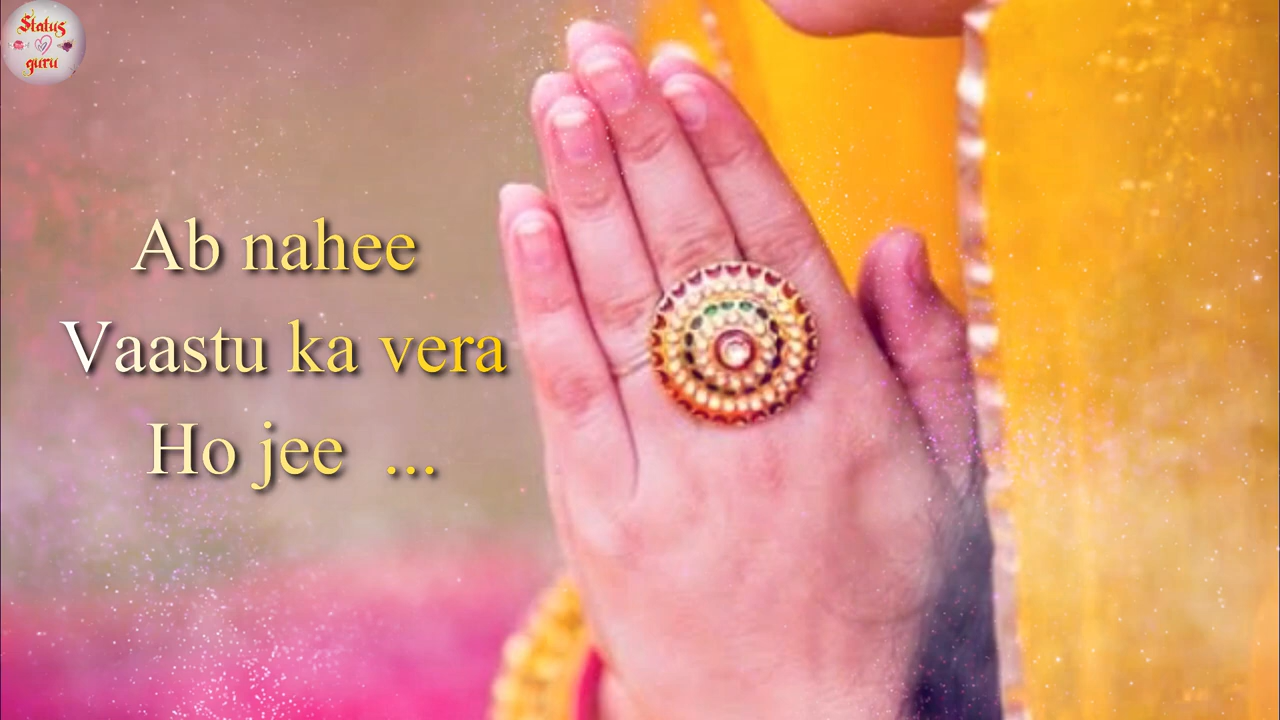 Status
guru
Ab nahee
Vaastu ka vera
Ho jee ...